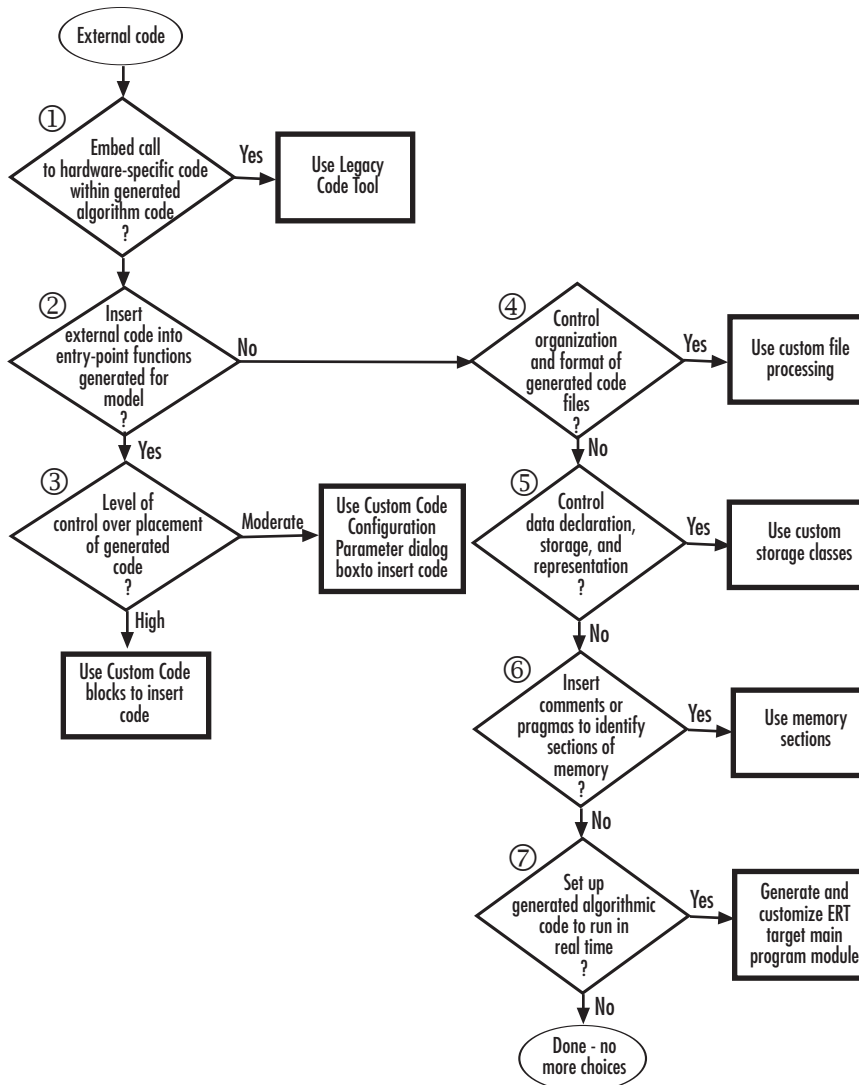 External code
①
Embed call
to hardware-specific code
within generated
algorithm code
?
Yes
Use Legacy
Code Tool
②
Insert
external code into
entry-point functions
generated for
model
?
No
Yes
③
Level of
control over placement
of generated
code
?
Moderate
Use Custom Code
Configuration
Parameter dialog
boxto insert code
High
Use Custom Code
blocks to insert
code
④
Control
organization
and format of
generated code
files
?
Yes
Use custom file
processing
No
⑤
Control
data declaration,
storage, and
representation
?
Yes
Use custom
storage classes
No
⑥
Insert
comments or
pragmas to identify
sections of
memory
?
Yes
Use memory
sections
No
⑦
Set up
generated algorithmic
code to run in
real time
?
Yes
Generate and
customize ERT
target main
program module
No
Done - no
more choices